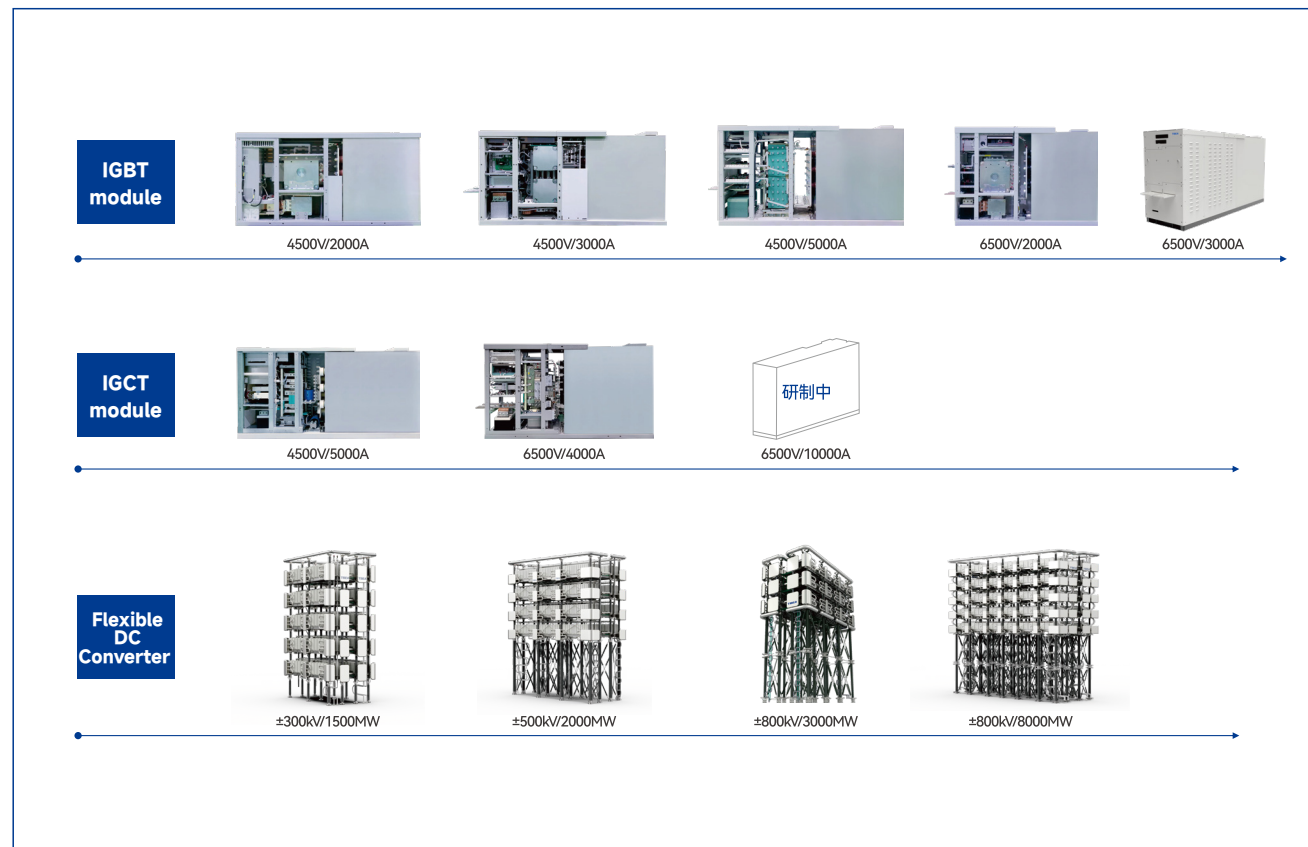 IGBT
module
4500V/2000A
4500V/3000A
4500V/5000A
6500V/2000A
6500V/3000A
IGCT
module
研制中
4500V/5000A
6500V/4000A
6500V/10000A
Flexible
DC
Converter
±300kV/1500MW
±500kV/2000MW
±800kV/3000MW
±800kV/8000MW